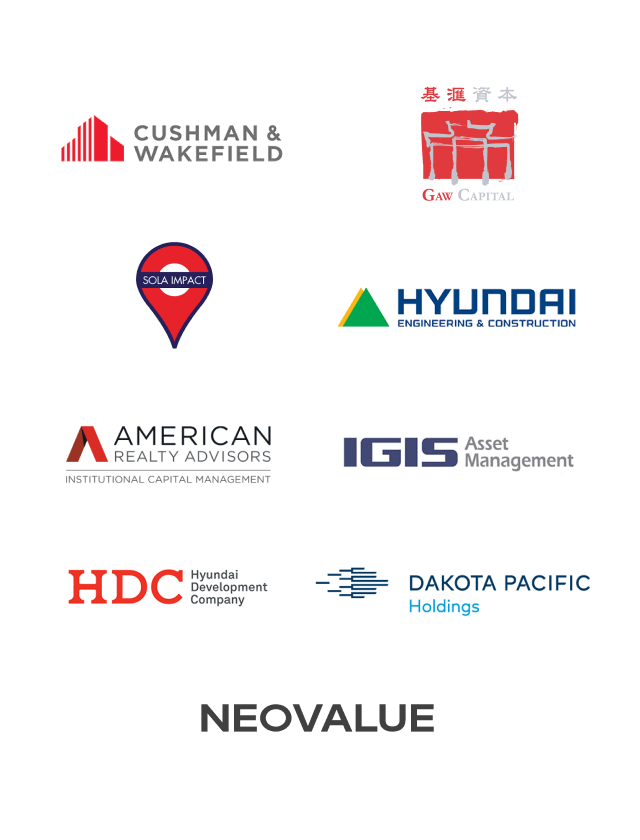 CUSHMAN &
WAKEFIELD
基滙資本
GAW CAPITAL
SOLA IMPACT
HYUNDAI
ENGINEERING & CONSTRUCTION
AMERICAN
REALTY ADVISORS
INSTITUTIONAL CAPITAL MANAGEMENT
IGIS
Asset
Management
HDC
Hyundai
Development
Company
DAKOTA PACIFIC
Holdings
NEOVALUE